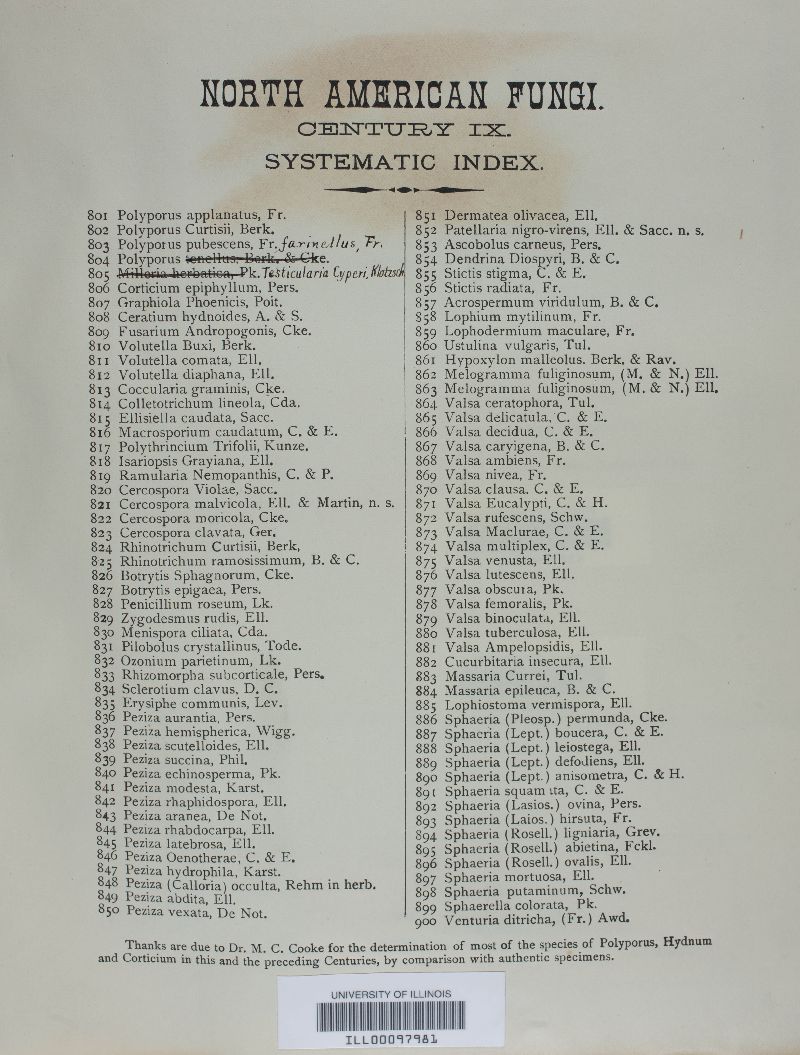 NORTH AMERICAN FUNGI.
CENTURY IX.
SYSTEMATIC INDEX.
801 Polyporus applanatus, Fr.
802 Polyporus Curtisii, Berk.
803 Polyporus pubescens, Fr. farinellus, Fr.
804 Polyporus tenellus, Berk. & Cke.
805 Milleria herbatica, Pk. Testicularia Cyperi, Klotzsch
806 Corticium epiphyllum, Pers.
807 Graphiola Phoenicis, Poit.
808 Ceratium hydnoides, A. & S.
809 Fusarium Andropogonis, Cke.
810 Volutella Buxi, Berk.
811 Volutella comata, Ell.
812 Volutella diaphana, Ell.
813 Coccularia graminis, Cke.
814 Colletotrichum lineola, Cda.
815 Ellisiella caudata, Sacc.
816 Macrosporium caudatum, C. & E.
817 Polythrincium Trifolii, Kunze.
818 Isariopsis Grayiana, Ell.
819 Ramularia Nemopanthis, C. & P.
820 Cercospora Violae, Sacc.
821 Cercospora malvicola, Ell. & Martin, n. s.
822 Cercospora moricola, Cke.
823 Cercospora clavata, Ger.
824 Rhinotrichum Curtisii, Berk,
825 Rhinotrichum ramosissimum, B. & C.
826 Botrytis Sphagnorum, Cke.
827 Botrytis epigaea, Pers.
828 Penicillium roseum, Lk.
829 Zygodesmus rudis, Ell.
830 Menispora ciliata, Cda.
831 Pilobolus crystallinus, Tode.
832 Ozonium parietinum, Lk.
833 Rhizomorpha subcorticale, Pers.
834 Sclerotium clavus, D. C.
835 Erysiphe communis, Lev.
836 Peziza aurantia, Pers.
837 Peziza hemispherica, Wigg.
838 Peziza scutelloides, Ell.
839 Peziza succina, Phil.
840 Peziza echinosperma, Pk.
841 Peziza modesta, Karst.
842 Peziza rhaphidospora, Ell.
843 Peziza aranea, De Not.
844 Peziza rhabdocarpa, Ell.
845 Peziza latebrosa, Ell.
846 Peziza Oenotherae, C. & E.
847 Peziza hydrophila, Karst.
848 Peziza (Calloria) occulta, Rehm in herb.
849 Peziza abdita, Ell.
850 Peziza vexata, De Not.
851 Dermatea olivacea, Ell.
852 Patellaria nigro-virens, Ell. & Sacc. n. s.
853 Ascobolus carneus, Pers.
854 Dendrina Diospyri, B. & C.
855 Stictis stigma, C. & E.
856 Stictis radiata, Fr.
857 Acrospermum viridulum, B. & C.
858 Lophium mytilinum, Fr.
859 Lophodermium maculare, Fr.
860 Ustulina vulgaris, Tul.
861 Hypoxylon malleolus. Berk. & Rav.
862 Melogramma fuliginosum, (M. & N.) Ell.
863 Melogramma fuliginosum, (M. & N.) Ell.
864 Valsa ceratophora, Tul.
865 Valsa delicatula, C. & E.
866 Valsa decidua, C. & E.
867 Valsa caryigena, B. & C.
868 Valsa ambiens, Fr.
869 Valsa nivea, Fr.
870 Valsa clausa. C. & E.
871 Valsa Eucalypti, C. & H.
872 Valsa rufescens, Schw.
873 Valsa Maclurae, C. & E.
874 Valsa multiplex, C. & E.
875 Valsa venusta, Ell.
876 Valsa lutescens, Ell.
877 Valsa obscura, Pk.
878 Valsa femoralis, Pk.
879 Valsa binoculata, Ell.
880 Valsa tuberculosa, Ell.
881 Valsa Ampelopsidis, Ell.
882 Cucurbitaria insecura, Ell.
883 Massaria Currei, Tul.
884 Massaria epileuca, B. & C.
885 Lophiostoma vermispora, Ell.
886 Sphaeria (Pleosp.) permunda, Cke.
887 Sphaeria (Lept.) boucera, C. & E.
888 Sphaeria (Lept.) leiostega, Ell.
889 Sphaeria (Lept.) defodiens, Ell.
890 Sphaeria (Lept.) anisometra, C. & H.
891 Sphaeria squamata, C. & E.
892 Sphaeria (Lasios.) ovina, Pers.
893 Sphaeria (Laios.) hirsuta, Fr.
894 Sphaeria (Rosell.) ligniaria, Grev.
895 Sphaeria (Rosell.) abietina, Fckl.
896 Sphaeria (Rosell.) ovalis, Ell.
897 Sphaeria mortuosa, Ell.
898 Sphaeria putaminum, Schw.
899 Sphaerella colorata, Pk.
900 Venturia ditricha, (Fr.) Awd.
Thanks are due to Dr. M. C. Cooke for the determination of most of the species of Polyporus, Hydnum
and Corticium in this and the preceding Centuries, by comparison with authentic specimens.
UNIVERSITY OF ILLINOIS
ILL00097981